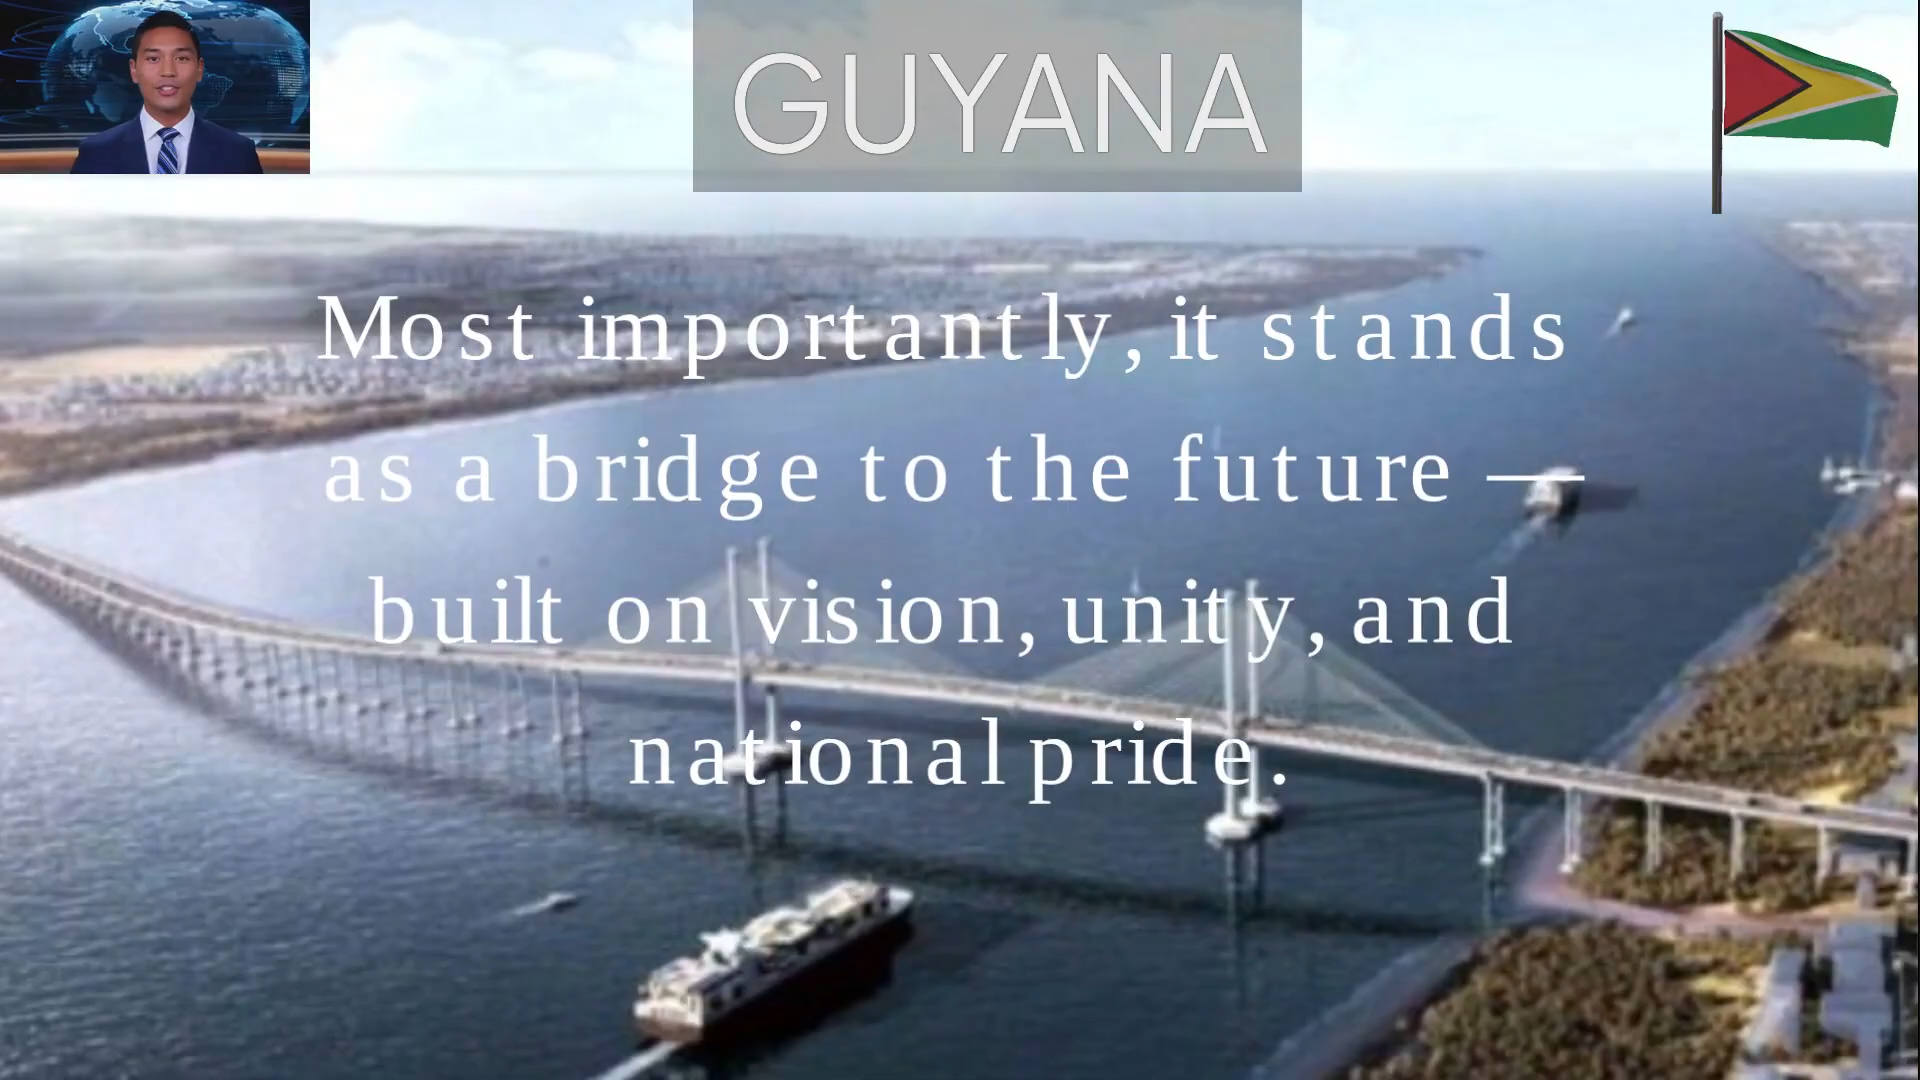 GUYANA
Most importantly, it stands
as a bridge to the future —
built on vision, unity, and
national pride.